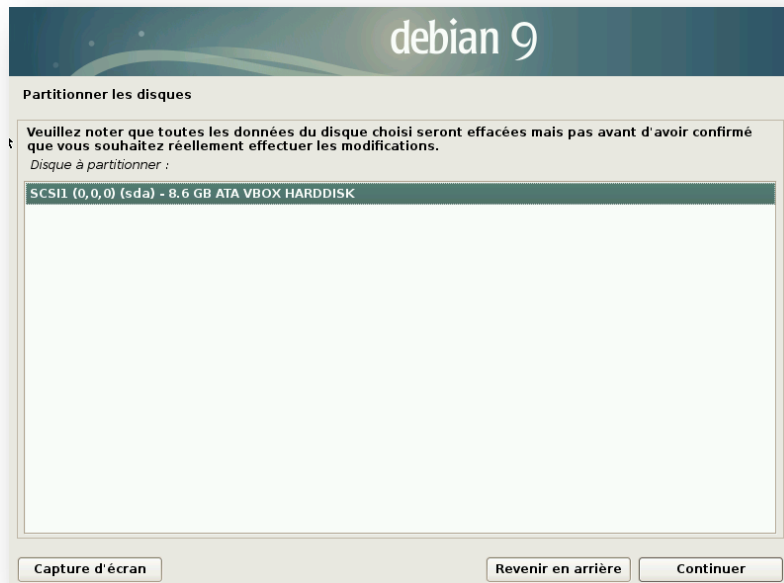 debian 9
Partitionner les disques
Veuillez noter que toutes les données du disque choisi seront effacées mais pas avant d'avoir confirmé
que vous souhaitez réellement effectuer les modifications.
Disque à partitionner :
SCSI1 (0,0,0) (sda) - 8.6 GB ATA VBOX HARDDISK
Capture d'écran
Revenir en arrière
Continuer